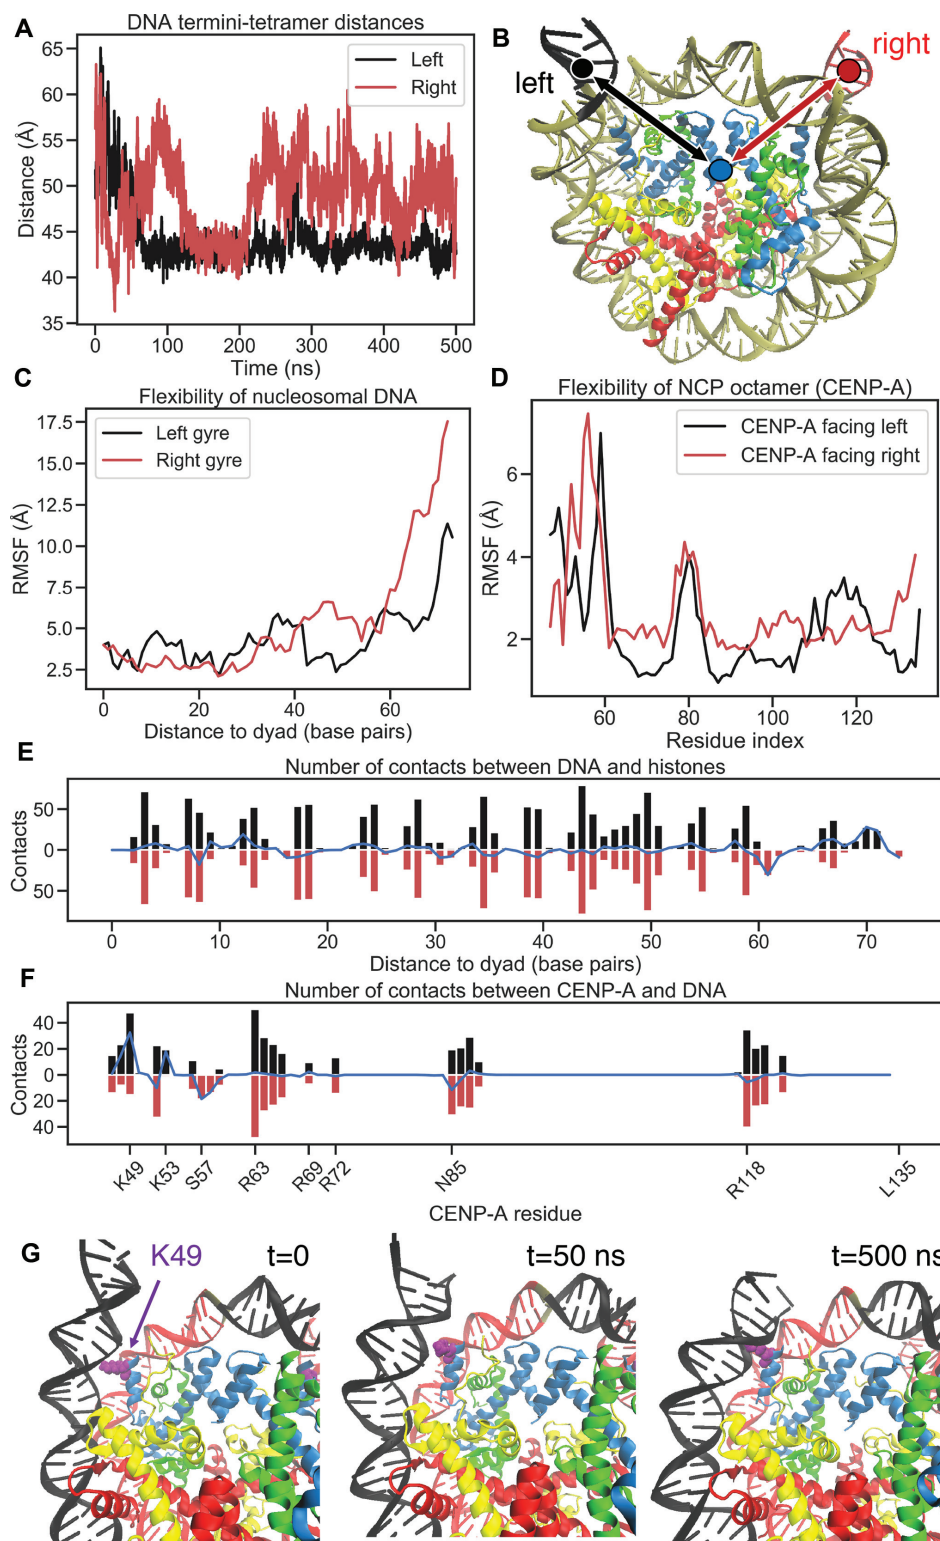 A
DNA termini-tetramer distances
65
60
55
50
45
40
35
Distance (Å)
Left
Right
0
100
200
300
400
500
Time (ns)
B
left
right
C
Flexibility of nucleosomal DNA
17.5
15.0
12.5
10.0
7.5
5.0
2.5
RMSF (Å)
Left gyre
Right gyre
0
20
40
60
Distance to dyad (base pairs)
D
Flexibility of NCP octamer (CENP-A)
6
4
2
RMSF (Å)
CENP-A facing left
CENP-A facing right
60
80
100
120
Residue index
E
Number of contacts between DNA and histones
50
0
50
Contacts
0
10
20
30
40
50
60
70
Distance to dyad (base pairs)
F
Number of contacts between CENP-A and DNA
40
20
0
20
40
Contacts
K49
K53
S57
R63
R69
R72
N85
R118
L135
CENP-A residue
G
K49
t=0
t=50 ns
t=500 ns